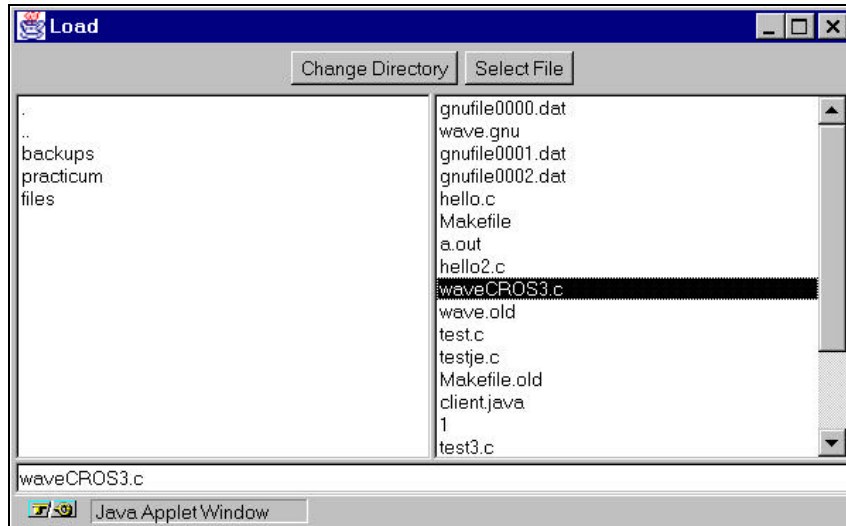 Load
Change Directory Select File
.
..
backups
practicum
files
gnufile0000.dat
wave.gnu
gnufile0001.dat
gnufile0002.dat
hello.c
Makefile
a.out
hello2.c
waveCROS3.c
wave.old
test.c
testje.c
Makefile.old
client.java
1
test3.c
waveCROS3.c
Java Applet Window